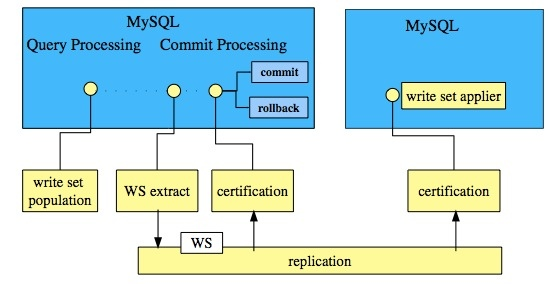 MySQL
Query Processing
Commit Processing
commit
rollback
write set
population
WS extract
certification
MySQL
write set applier
certification
WS
replication